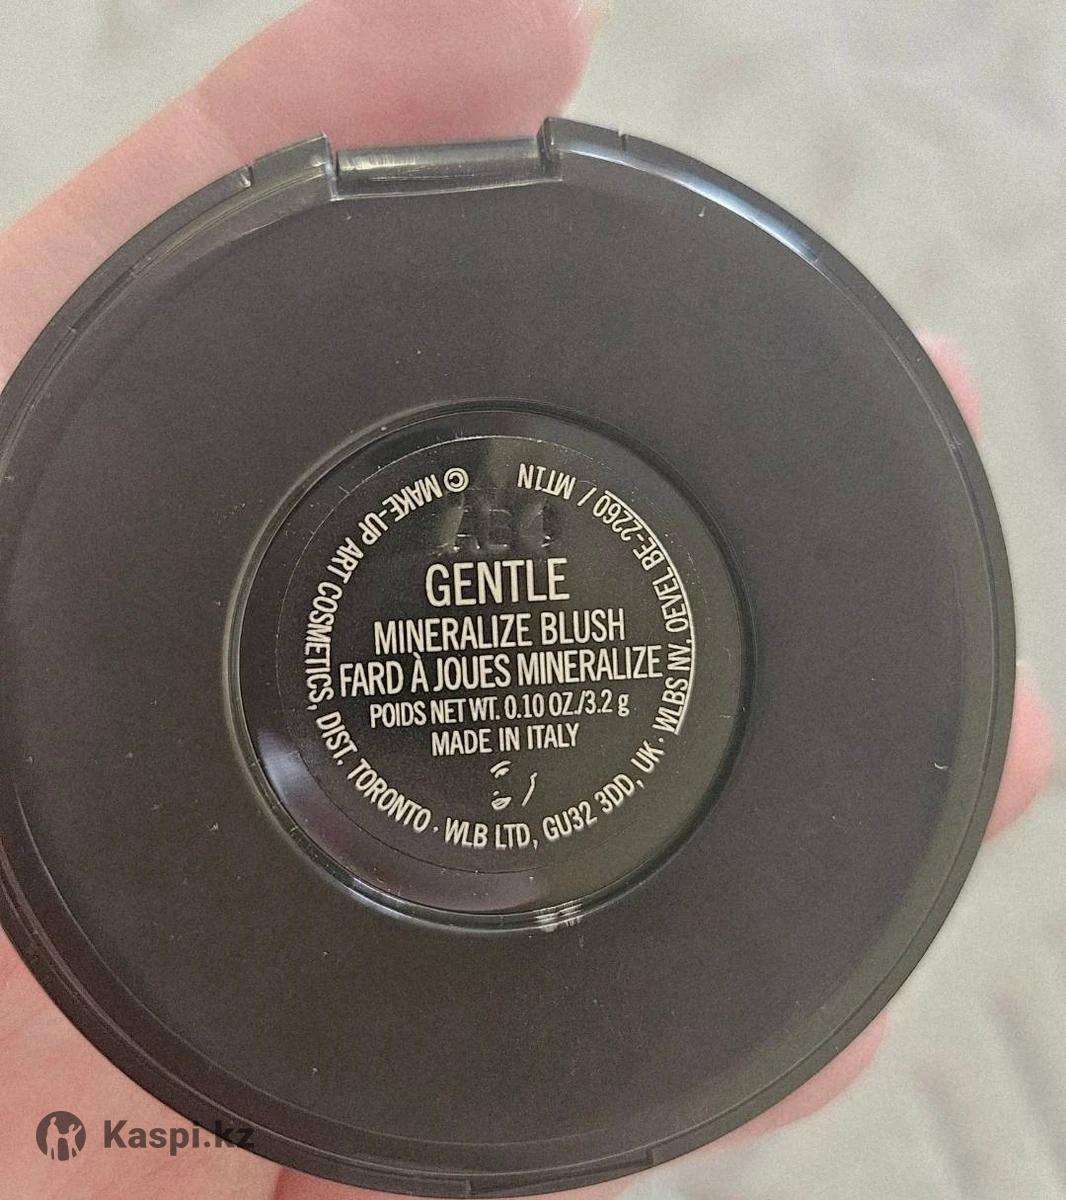 GENTLE
MINERALIZE BLUSH
FARD À JOUES MINERALIZE
POIDS NET WT. 0.10 OZ./3.2 g
MADE IN ITALY
© MAKE-UP ART COSMETICS, DIST. TORONTO · WLB LTD, GU32 3DD, UK · WLBS NV, OEVEL BE-2260 / MT1N
Kaspi.kz